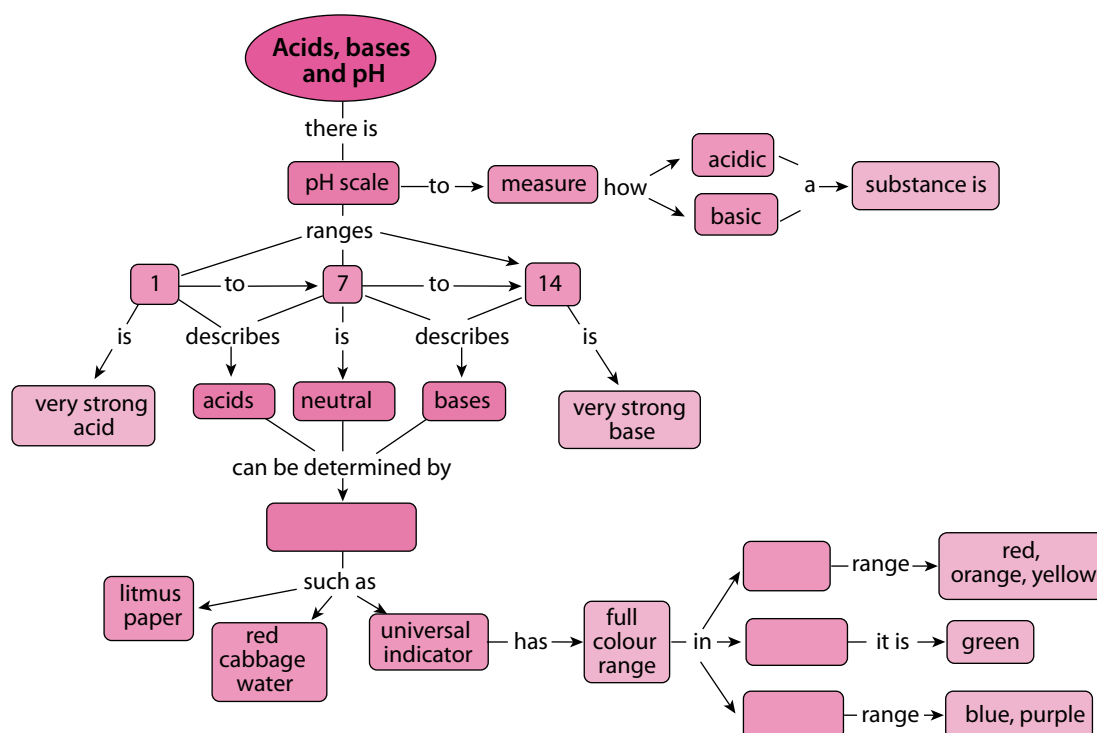 Acids, bases
and pH
there is
pH scale
to
measure
how
acidic
basic
a
substance is
ranges
1
to
7
to
14
is
describes
is
describes
is
very strong
acid
acids
neutral
bases
very strong
base
can be determined by
such as
litmus
paper
red
cabbage
water
universal
indicator
has
full
colour
range
in
range
red,
orange, yellow
it is
green
range
blue, purple